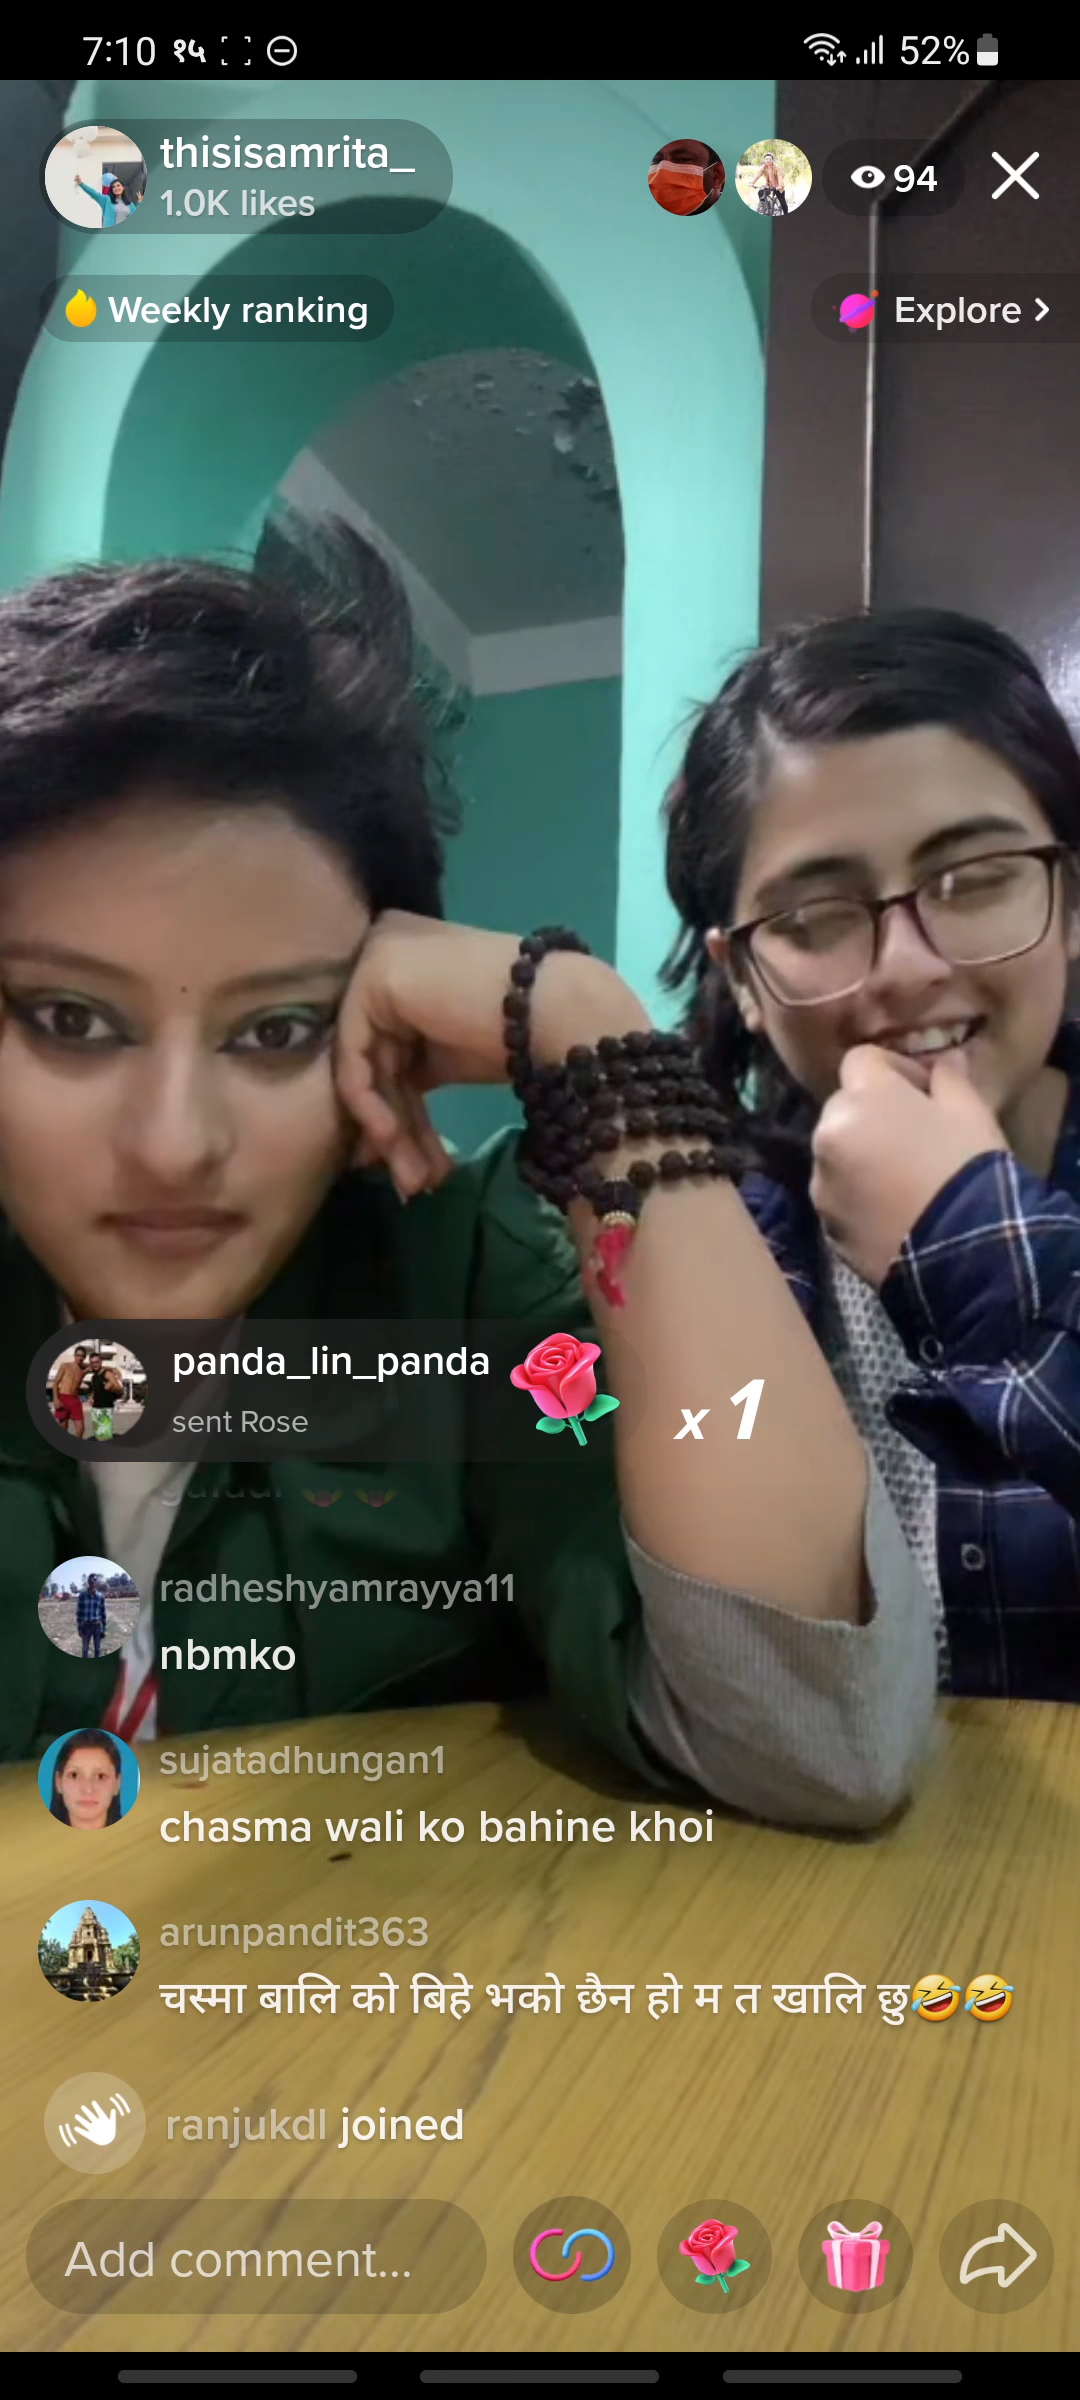 7:10 १५ 52%
thisisamrita_
1.0K likes
94
Weekly ranking
Explore
panda_lin_panda
sent Rose
x 1
radheshyamrayya11
nbmko
sujatadhungan1
chasma wali ko bahine khoi
arunpandit363
चस्मा बालि को बिहे भको छैन हो म त खालि छु🤣🤣
ranjukdl joined
Add comment...